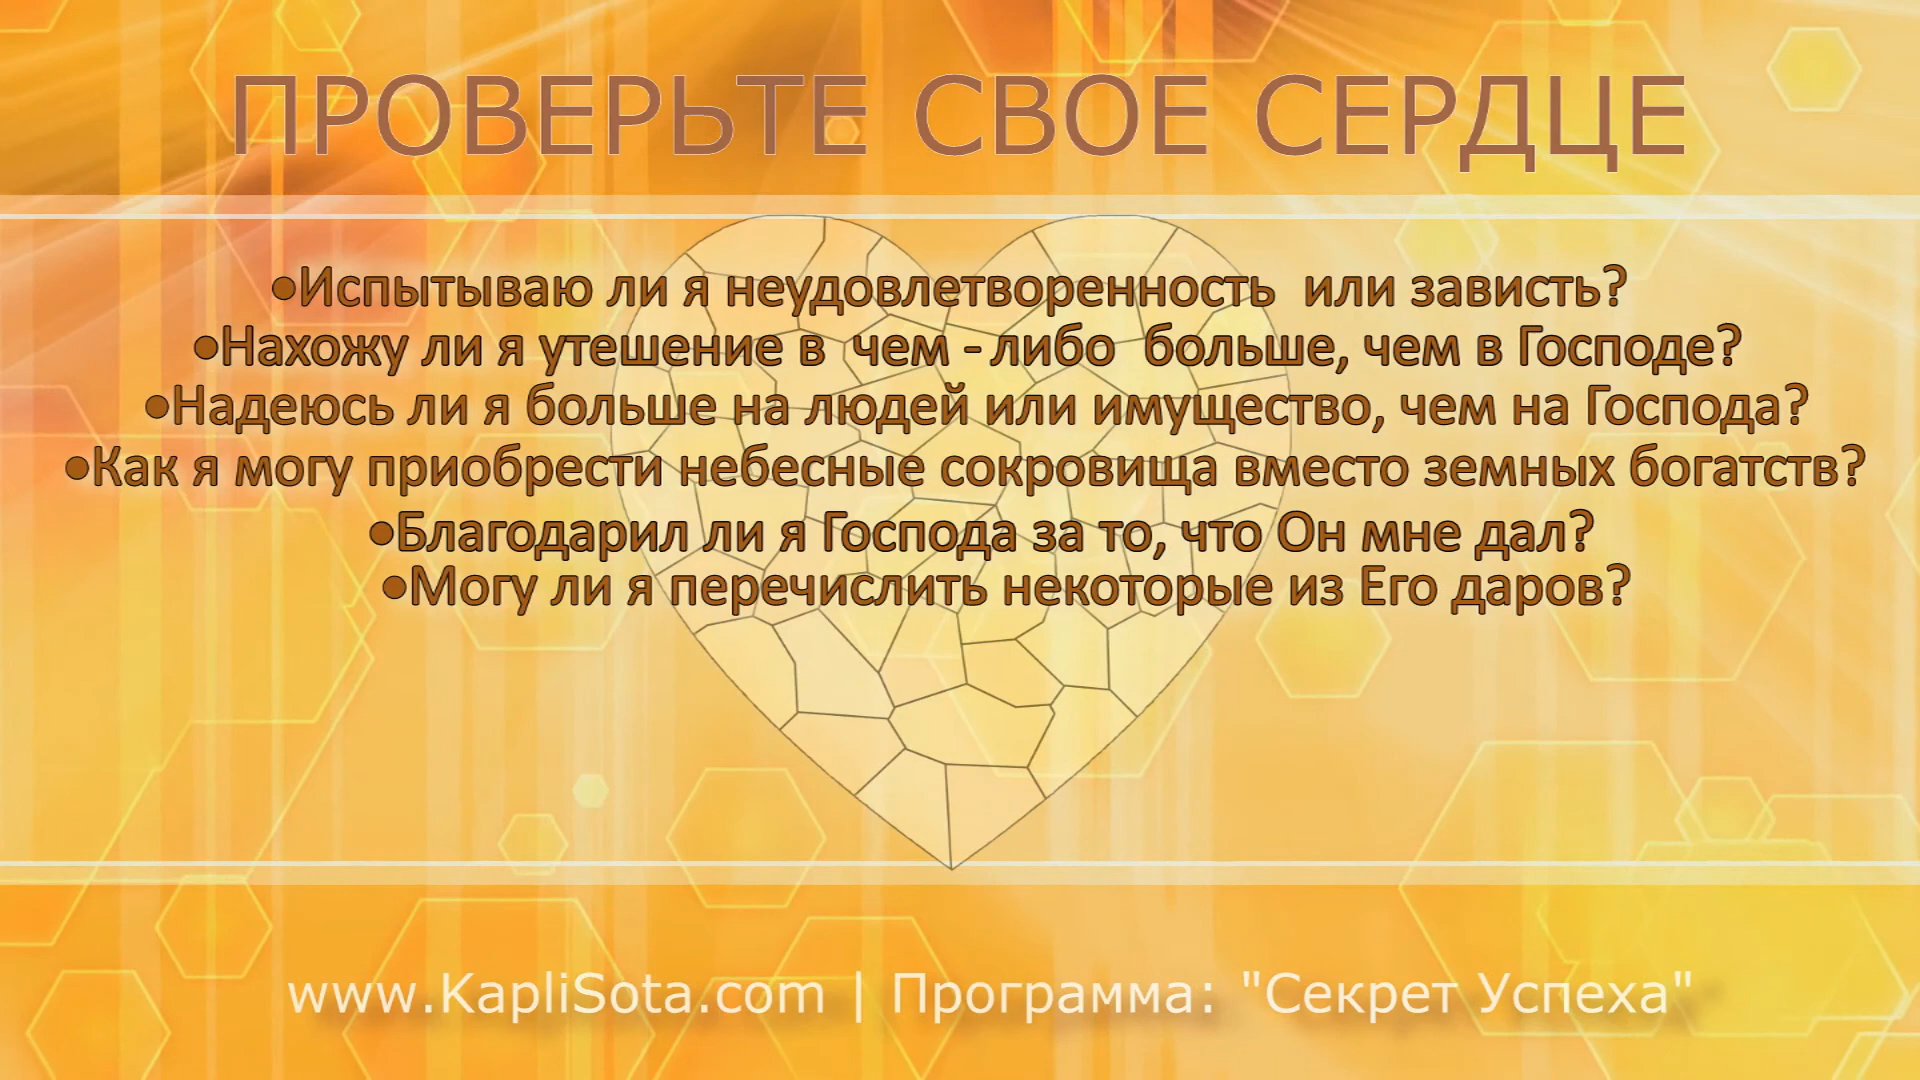 ПРОВЕРЬТЕ СВОЕ СЕРДЦЕ
•Испытываю ли я неудовлетворенность или зависть?
•Нахожу ли я утешение в чем - либо больше, чем в Господе?
•Надеюсь ли я больше на людей или имущество, чем на Господа?
•Как я могу приобрести небесные сокровища вместо земных богатств?
•Благодарил ли я Господа за то, что Он мне дал?
•Могу ли я перечислить некоторые из Его даров?
www.KapliSota.com | Программа: "Секрет Успеха"